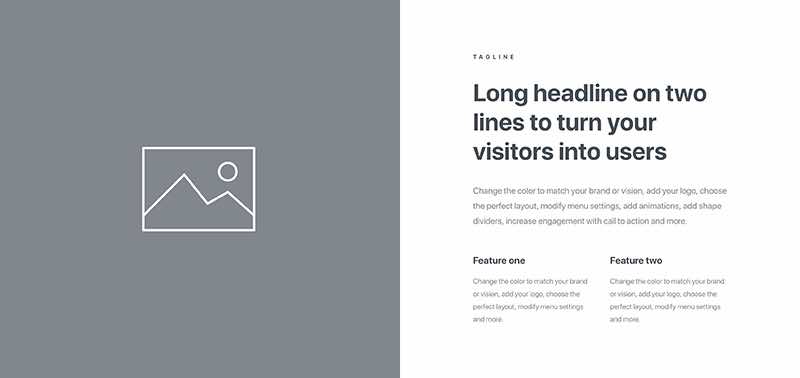 TAGLINE
Long headline on two
lines to turn your
visitors into users
Change the color to match your brand or vision, add your logo, choose
the perfect layout, modify menu settings, add animations, add shape
dividers, increase engagement with call to action and more.
Feature one
Change the color to match your brand
or vision, add your logo, choose the
perfect layout, modify menu settings
and more.
Feature two
Change the color to match your brand
or vision, add your logo, choose the
perfect layout, modify menu settings
and more.